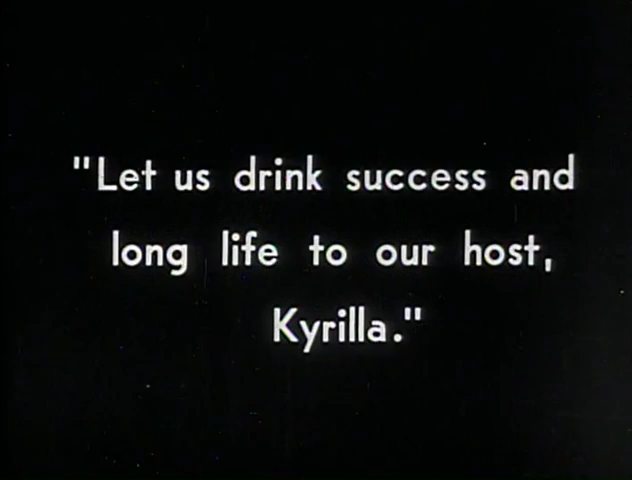 "Let us drink success and
long life to our host,
Kyrilla."